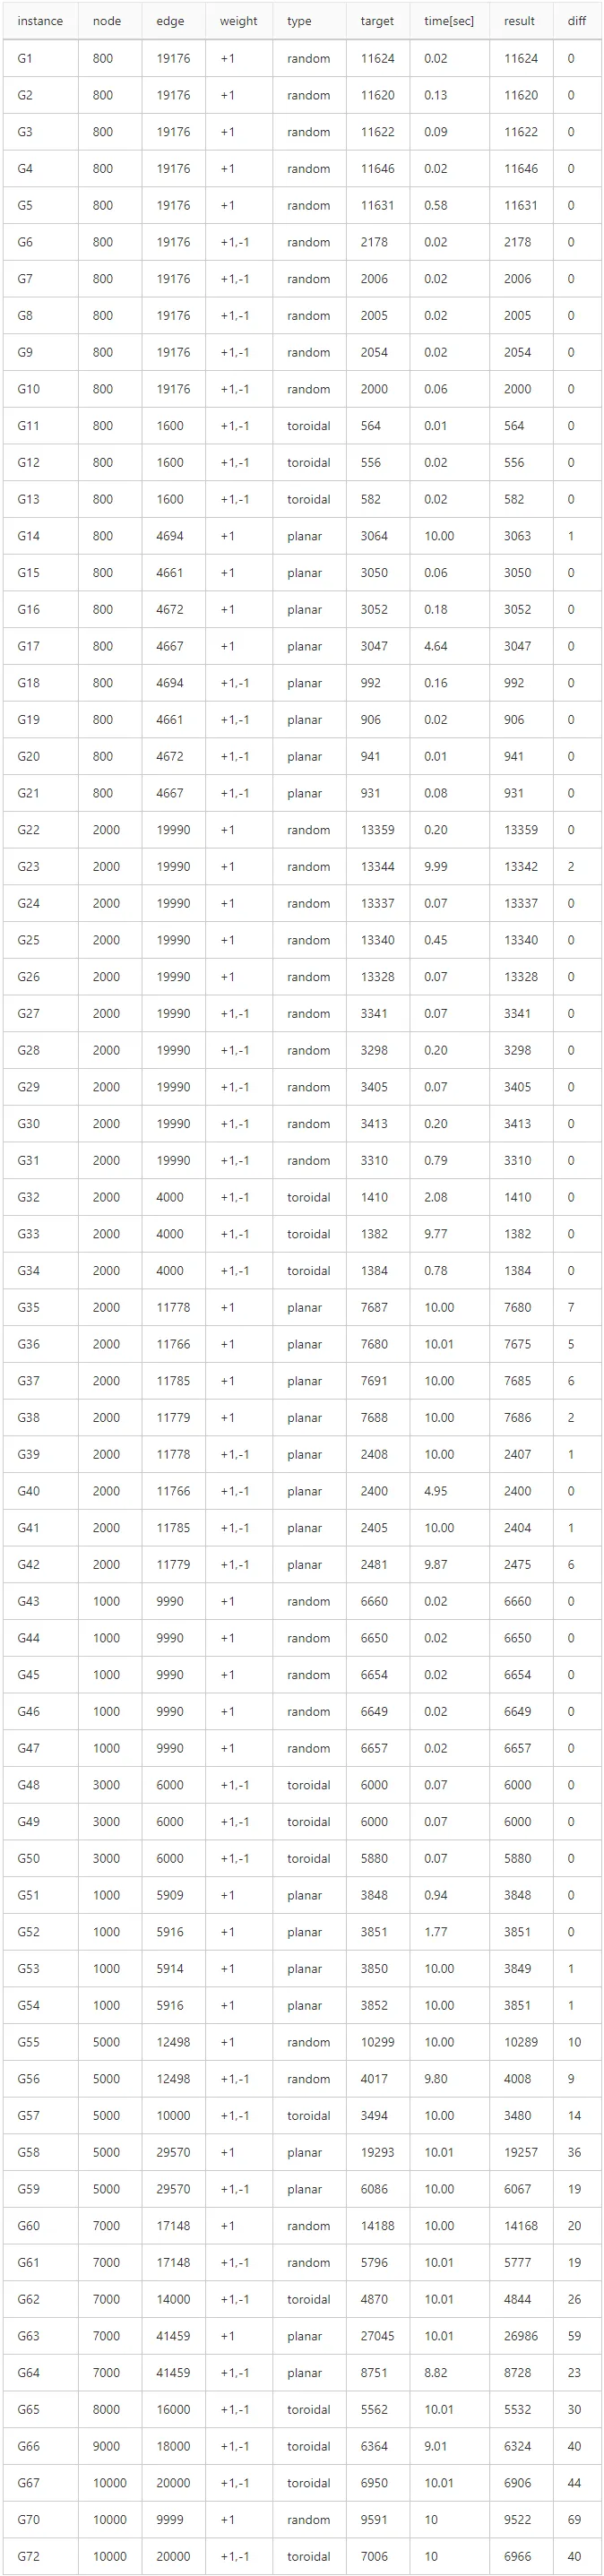 instance node edge weight type target time[sec] result diff
G1 800 19176 +1 random 11624 0.02 11624 0
G2 800 19176 +1 random 11620 0.13 11620 0
G3 800 19176 +1 random 11622 0.09 11622 0
G4 800 19176 +1 random 11646 0.02 11646 0
G5 800 19176 +1 random 11631 0.58 11631 0
G6 800 19176 +1,-1 random 2178 0.02 2178 0
G7 800 19176 +1,-1 random 2006 0.02 2006 0
G8 800 19176 +1,-1 random 2005 0.02 2005 0
G9 800 19176 +1,-1 random 2054 0.02 2054 0
G10 800 19176 +1,-1 random 2000 0.06 2000 0
G11 800 1600 +1,-1 toroidal 564 0.01 564 0
G12 800 1600 +1,-1 toroidal 556 0.02 556 0
G13 800 1600 +1,-1 toroidal 582 0.02 582 0
G14 800 4694 +1 planar 3064 10.00 3063 1
G15 800 4661 +1 planar 3050 0.06 3050 0
G16 800 4672 +1 planar 3052 0.18 3052 0
G17 800 4667 +1 planar 3047 4.64 3047 0
G18 800 4694 +1,-1 planar 992 0.16 992 0
G19 800 4661 +1,-1 planar 906 0.02 906 0
G20 800 4672 +1,-1 planar 941 0.01 941 0
G21 800 4667 +1,-1 planar 931 0.08 931 0
G22 2000 19990 +1 random 13359 0.20 13359 0
G23 2000 19990 +1 random 13344 9.99 13342 2
G24 2000 19990 +1 random 13337 0.07 13337 0
G25 2000 19990 +1 random 13340 0.45 13340 0
G26 2000 19990 +1 random 13328 0.07 13328 0
G27 2000 19990 +1,-1 random 3341 0.07 3341 0
G28 2000 19990 +1,-1 random 3298 0.20 3298 0
G29 2000 19990 +1,-1 random 3405 0.07 3405 0
G30 2000 19990 +1,-1 random 3413 0.20 3413 0
G31 2000 19990 +1,-1 random 3310 0.79 3310 0
G32 2000 4000 +1,-1 toroidal 1410 2.08 1410 0
G33 2000 4000 +1,-1 toroidal 1382 9.77 1382 0
G34 2000 4000 +1,-1 toroidal 1384 0.78 1384 0
G35 2000 11778 +1 planar 7687 10.00 7680 7
G36 2000 11766 +1 planar 7680 10.01 7675 5
G37 2000 11785 +1 planar 7691 10.00 7685 6
G38 2000 11779 +1 planar 7688 10.00 7686 2
G39 2000 11778 +1,-1 planar 2408 10.00 2407 1
G40 2000 11766 +1,-1 planar 2400 4.95 2400 0
G41 2000 11785 +1,-1 planar 2405 10.00 2404 1
G42 2000 11779 +1,-1 planar 2481 9.87 2475 6
G43 1000 9990 +1 random 6660 0.02 6660 0
G44 1000 9990 +1 random 6650 0.02 6650 0
G45 1000 9990 +1 random 6654 0.02 6654 0
G46 1000 9990 +1 random 6649 0.02 6649 0
G47 1000 9990 +1 random 6657 0.02 6657 0
G48 3000 6000 +1,-1 toroidal 6000 0.07 6000 0
G49 3000 6000 +1,-1 toroidal 6000 0.07 6000 0
G50 3000 6000 +1,-1 toroidal 5880 0.07 5880 0
G51 1000 5909 +1 planar 3848 0.94 3848 0
G52 1000 5916 +1 planar 3851 1.77 3851 0
G53 1000 5914 +1 planar 3850 10.00 3849 1
G54 1000 5916 +1 planar 3852 10.00 3851 1
G55 5000 12498 +1 random 10299 10.00 10289 10
G56 5000 12498 +1,-1 random 4017 9.80 4008 9
G57 5000 10000 +1,-1 toroidal 3494 10.00 3480 14
G58 5000 29570 +1 planar 19293 10.01 19257 36
G59 5000 29570 +1,-1 planar 6086 10.00 6067 19
G60 7000 17148 +1 random 14188 10.00 14168 20
G61 7000 17148 +1,-1 random 5796 10.01 5777 19
G62 7000 14000 +1,-1 toroidal 4870 10.01 4844 26
G63 7000 41459 +1 planar 27045 10.01 26986 59
G64 7000 41459 +1,-1 planar 8751 8.82 8728 23
G65 8000 16000 +1,-1 toroidal 5562 10.01 5532 30
G66 9000 18000 +1,-1 toroidal 6364 9.01 6324 40
G67 10000 20000 +1,-1 toroidal 6950 10.01 6906 44
G70 10000 9999 +1 random 9591 10 9522 69
G72 10000 20000 +1,-1 toroidal 7006 10 6966 40